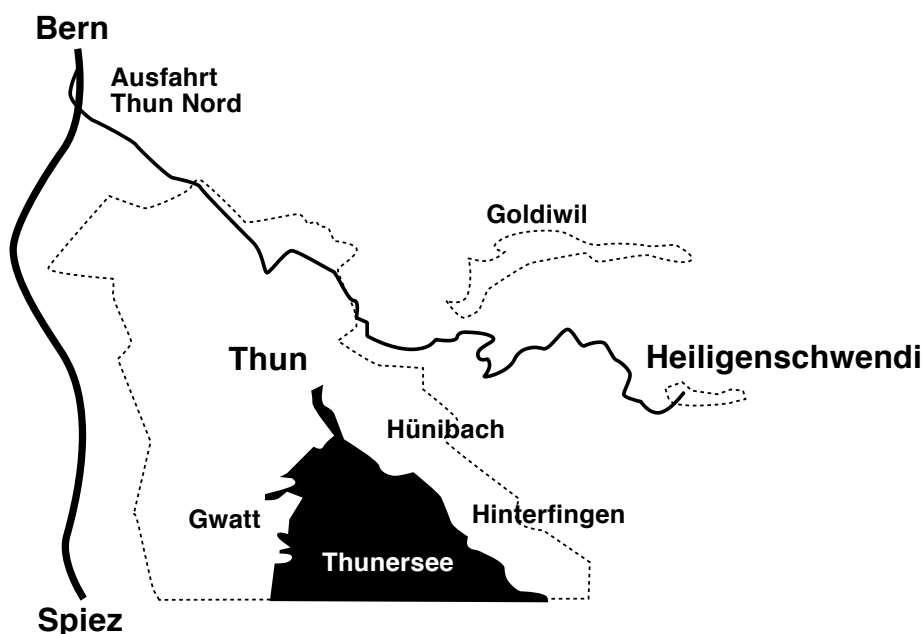 Bern
Ausfahrt
Thun Nord
Goldiwil
Thun
Heiligenschwendi
Hünibach
Gwatt
Hinterfingen
Thunersee
Spiez